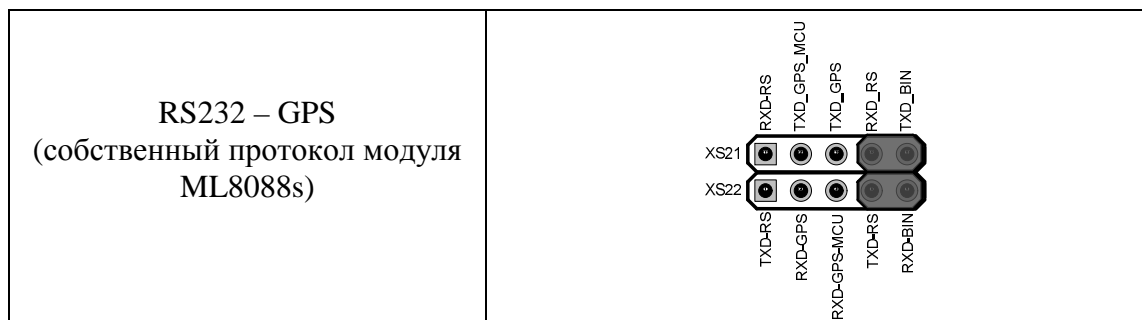 RS232 – GPS
(собственный протокол модуля
ML8088s)
RXD-RS
TXD_GPS_MCU
TXD_GPS
RXD_RS
TXD_BIN
XS21
XS22
TXD-RS
RXD-GPS
RXD-GPS-MCU
TXD-RS
RXD-BIN